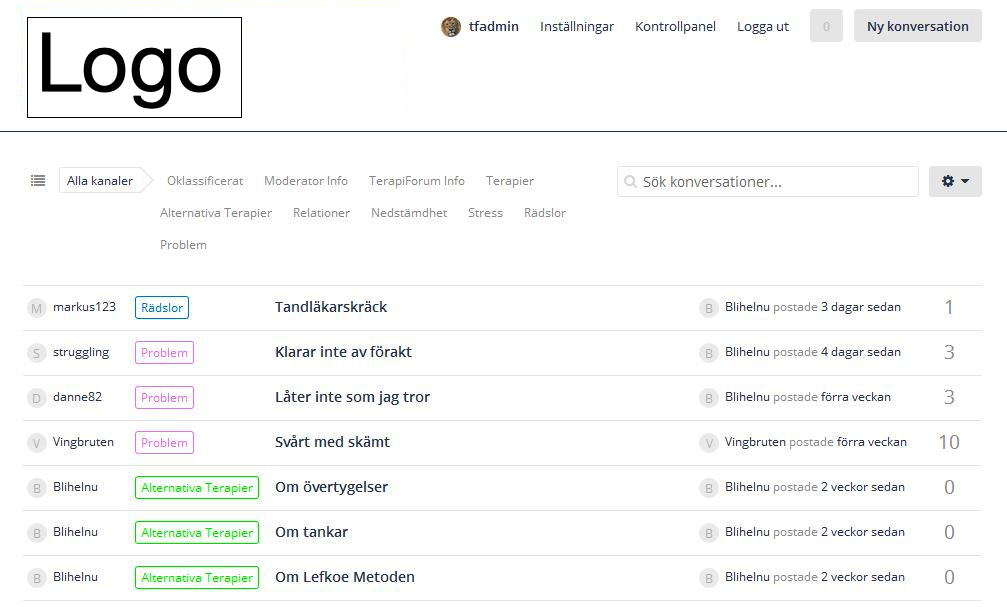 Logo
tfadmin Inställningar Kontrollpanel Logga ut 0 Ny konversation
Alla kanaler Oklassificerat Moderator Info TerapiForum Info Terapier Sök konversationer...
Alternativa Terapier Relationer Nedstämdhet Stress Rädslor
Problem
M markus123 Rädslor Tandläkarskräck B Blihelnu postade 3 dagar sedan 1
S struggling Problem Klarar inte av förakt B Blihelnu postade 4 dagar sedan 3
D danne82 Problem Låter inte som jag tror B Blihelnu postade förra veckan 3
V Vingbruten Problem Svårt med skämt V Vingbruten postade förra veckan 10
B Blihelnu Alternativa Terapier Om övertygelser B Blihelnu postade 2 veckor sedan 0
B Blihelnu Alternativa Terapier Om tankar B Blihelnu postade 2 veckor sedan 0
B Blihelnu Alternativa Terapier Om Lefkoe Metoden B Blihelnu postade 2 veckor sedan 0